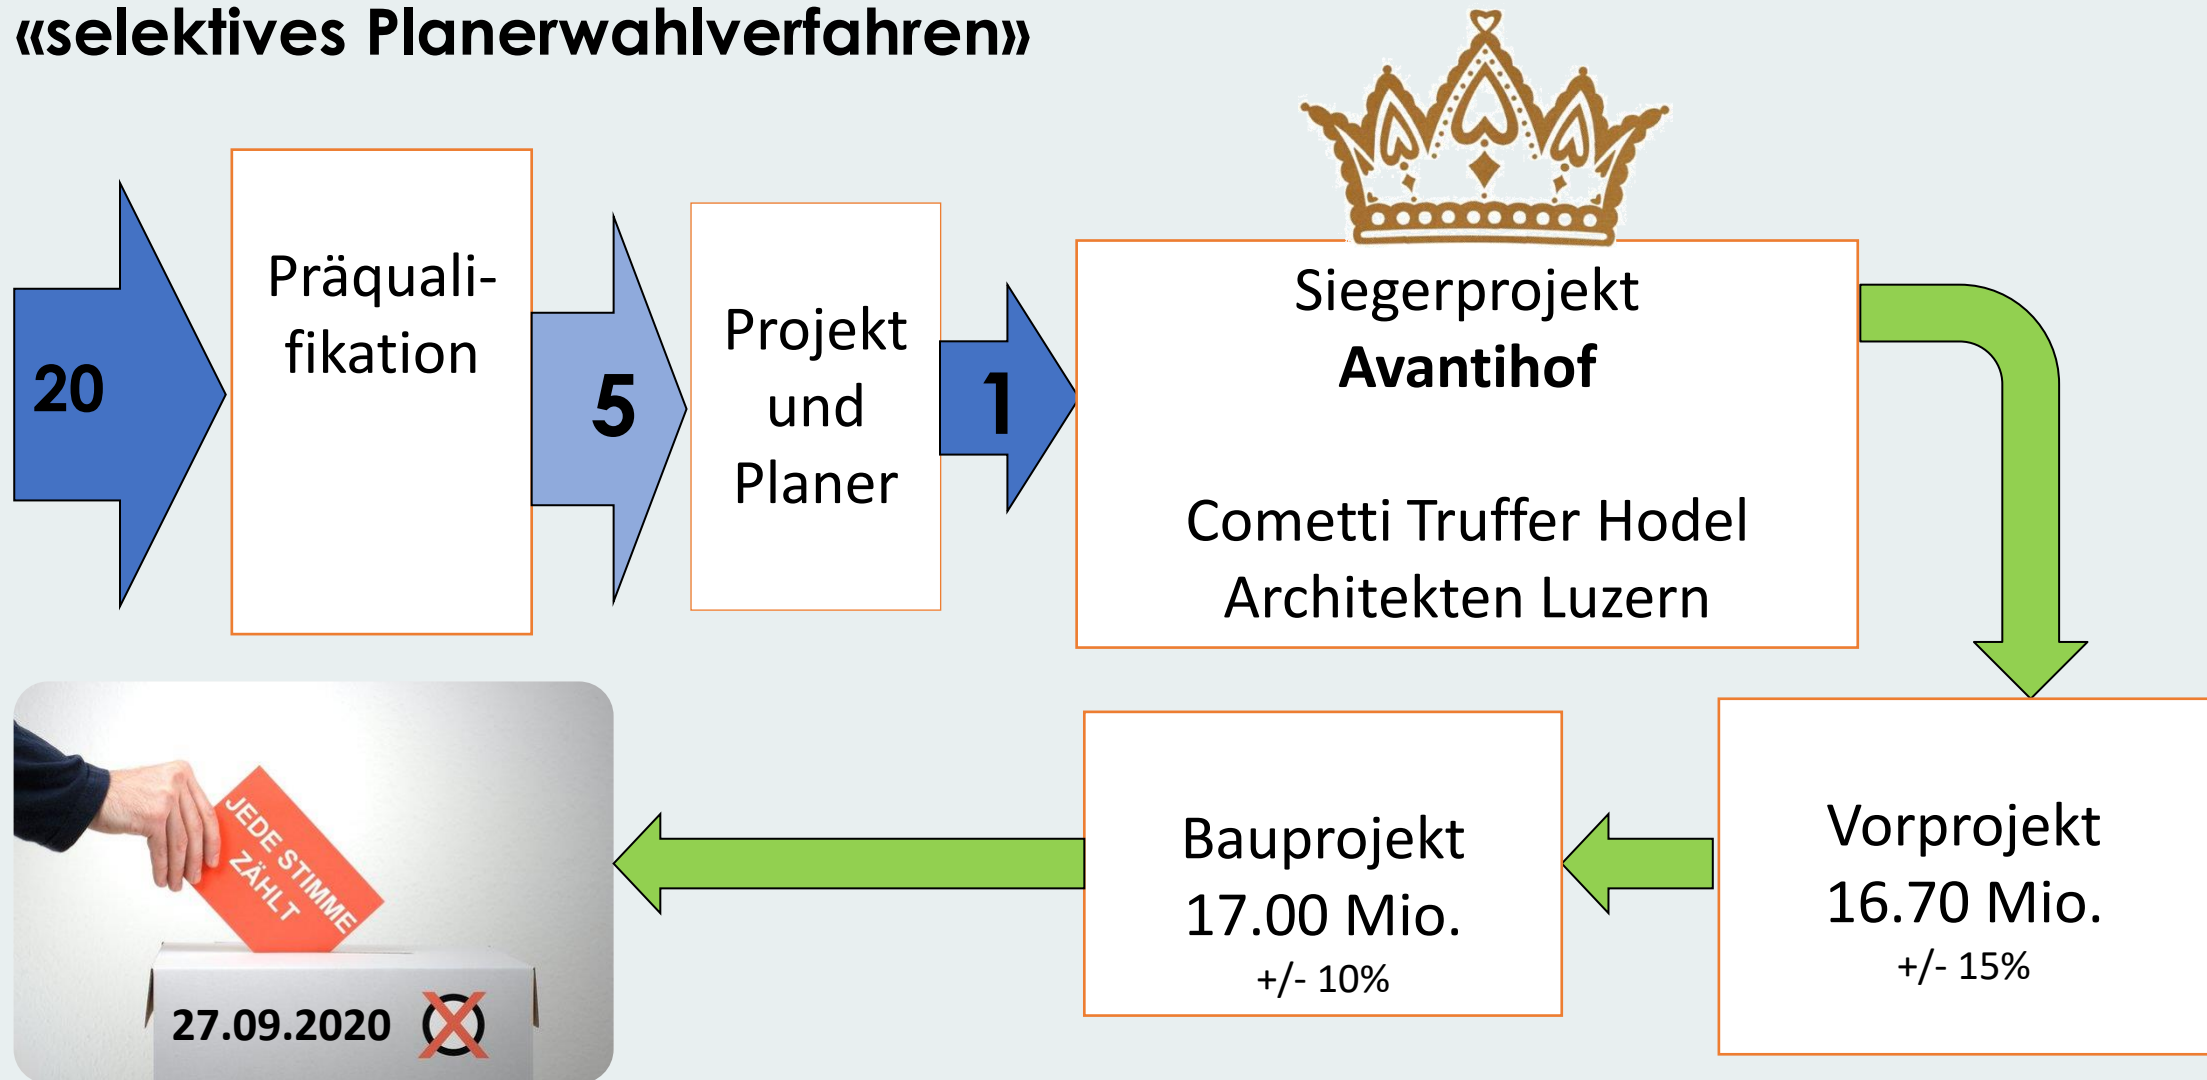 «selektives Planerwahlverfahren»
20
Präquali-
fikation
5
Projekt
und
Planer
1
Siegerprojekt
Avantihof
Cometti Truffer Hodel
Architekten Luzern
Vorprojekt
16.70 Mio.
+/- 15%
Bauprojekt
17.00 Mio.
+/- 10%
JEDE STIMME
ZÄHLT
27.09.2020